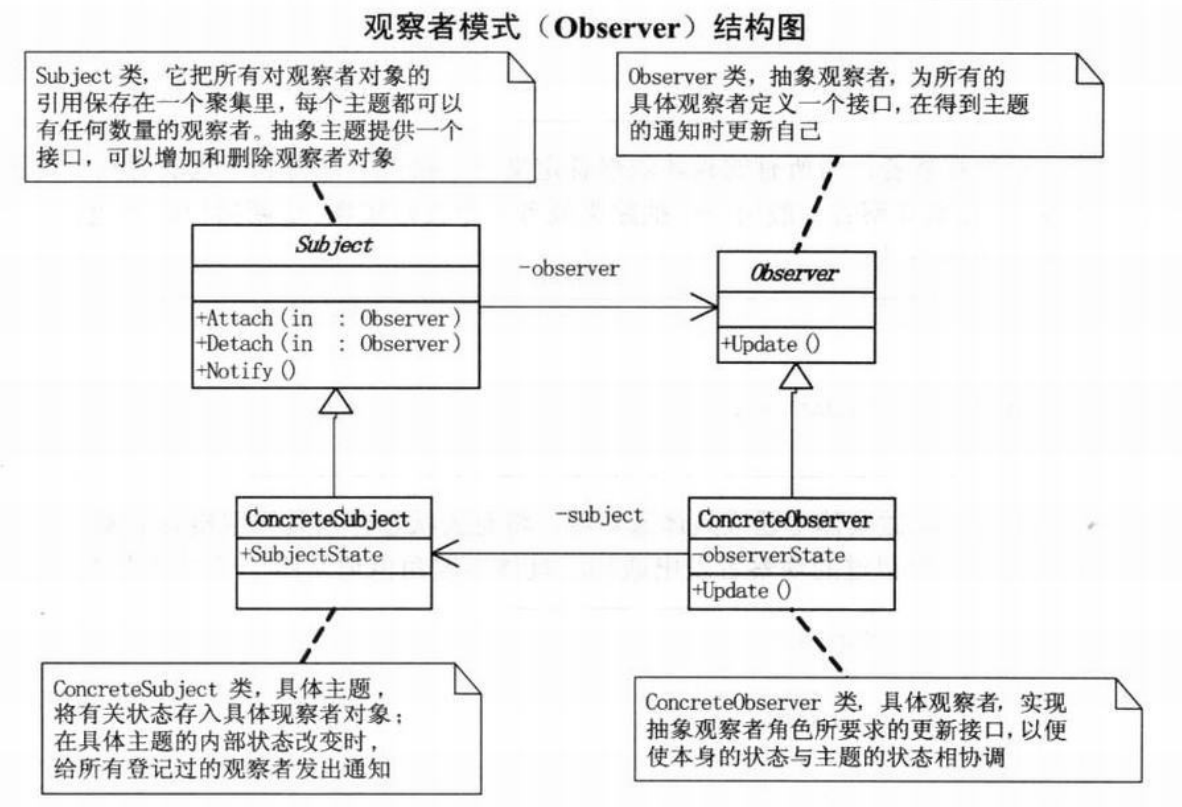 观察者模式（Observer）结构图
Subject 类，它把所有对观察者对象的
引用保存在一个聚集里，每个主题都可以
有任何数量的观察者。抽象主题提供一个
接口，可以增加和删除观察者对象
Observer 类，抽象观察者，为所有的
具体观察者定义一个接口，在得到主题
的通知时更新自己
Subject
+Attach(in : Observer)
+Detach(in : Observer)
+Notify()
-observer
Observer
+Update()
ConcreteSubject
+SubjectState
-subject
ConcreteObserver
-observerState
+Update()
ConcreteSubject 类，具体主题，
将有关状态存入具体现察者对象；
在具体主题的内部状态改变时，
给所有登记过的观察者发出通知
ConcreteObserver 类，具体观察者，实现
抽象观察者角色所要求的更新接口，以便
使本身的状态与主题的状态相协调